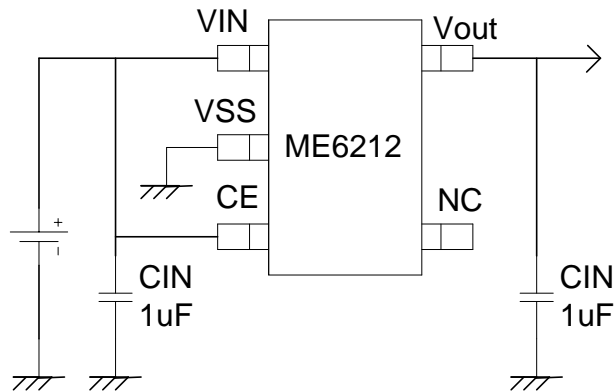 VIN
Vout
VSS
ME6212
CE
NC
+
-
CIN
1uF
CIN
1uF